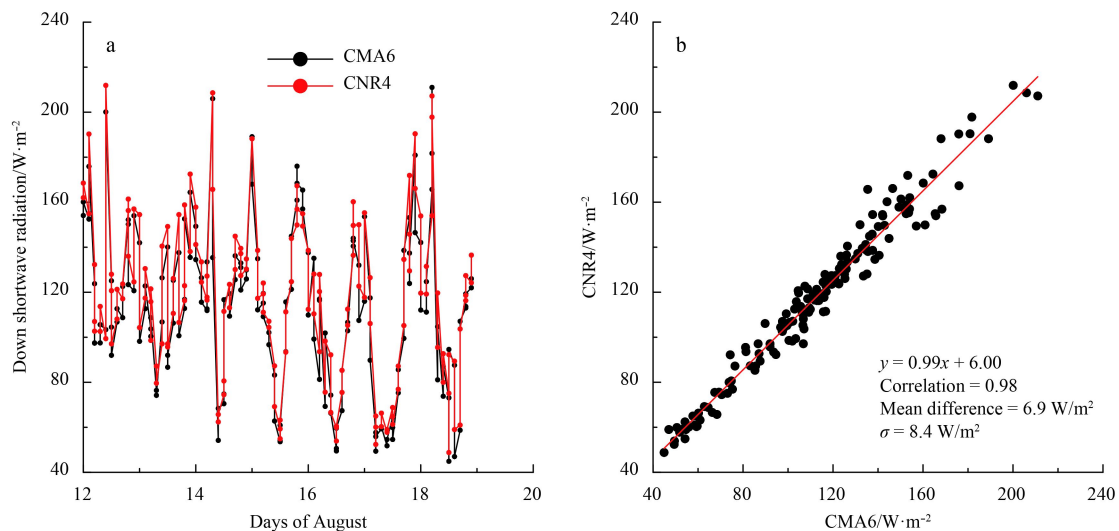 a
CMA6
CNR4
240
200
160
120
80
40
12
14
16
18
20
Down shortwave radiation/W·m⁻²
Days of August
b
240
200
160
120
80
40
40
80
120
160
200
240
CNR4/W·m⁻²
CMA6/W·m⁻²
y = 0.99x + 6.00
Correlation = 0.98
Mean difference = 6.9 W/m²
σ = 8.4 W/m²